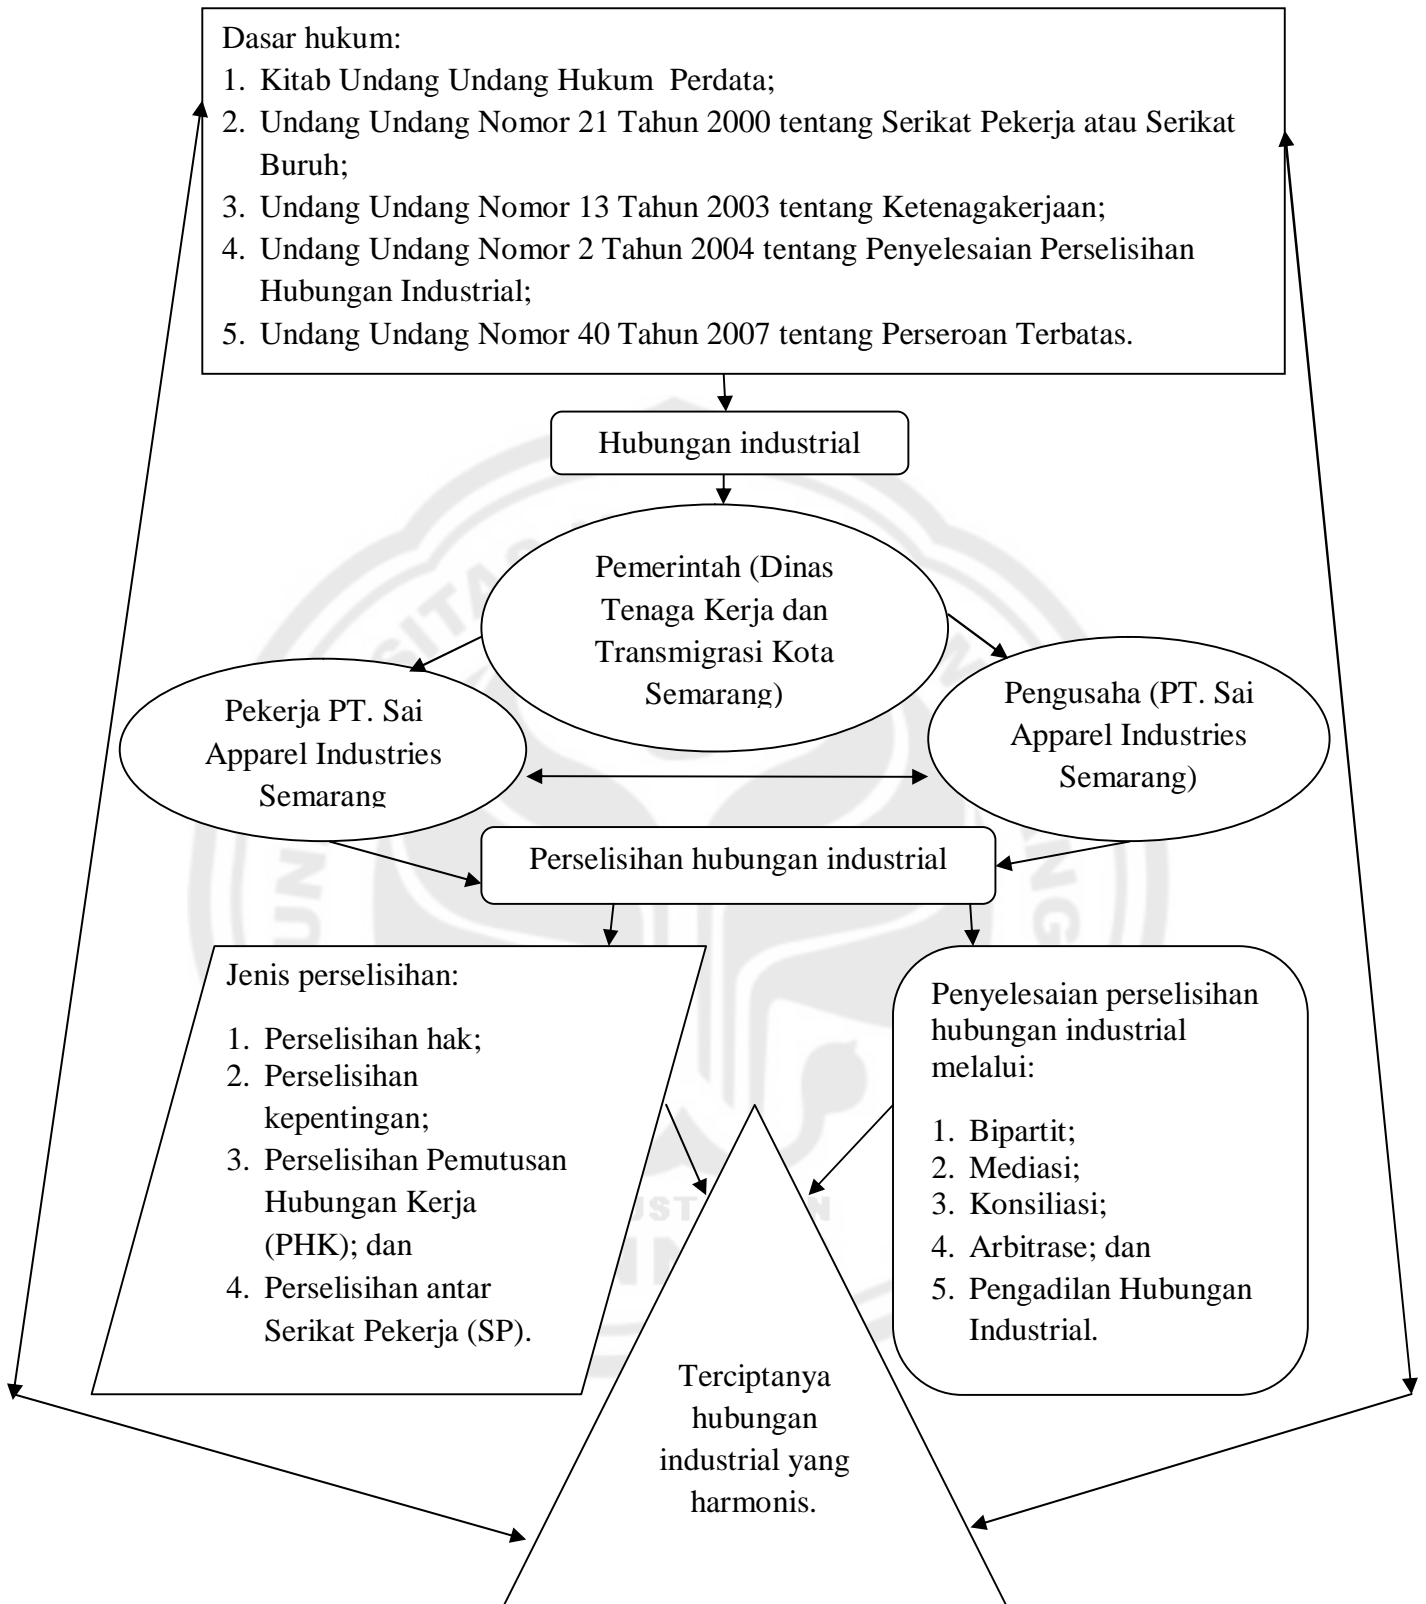 Dasar hukum:
1. Kitab Undang Undang Hukum Perdata;
2. Undang Undang Nomor 21 Tahun 2000 tentang Serikat Pekerja atau Serikat
Buruh;
3. Undang Undang Nomor 13 Tahun 2003 tentang Ketenagakerjaan;
4. Undang Undang Nomor 2 Tahun 2004 tentang Penyelesaian Perselisihan
Hubungan Industrial;
5. Undang Undang Nomor 40 Tahun 2007 tentang Perseroan Terbatas.
Hubungan industrial
Pemerintah (Dinas
Tenaga Kerja dan
Transmigrasi Kota
Semarang)
Pekerja PT. Sai
Apparel Industries
Semarang
Pengusaha (PT. Sai
Apparel Industries
Semarang)
Perselisihan hubungan industrial
Jenis perselisihan:
1. Perselisihan hak;
2. Perselisihan
kepentingan;
3. Perselisihan Pemutusan
Hubungan Kerja
(PHK); dan
4. Perselisihan antar
Serikat Pekerja (SP).
Penyelesaian perselisihan
hubungan industrial
melalui:
1. Bipartit;
2. Mediasi;
3. Konsiliasi;
4. Arbitrase; dan
5. Pengadilan Hubungan
Industrial.
Terciptanya
hubungan
industrial yang
harmonis.